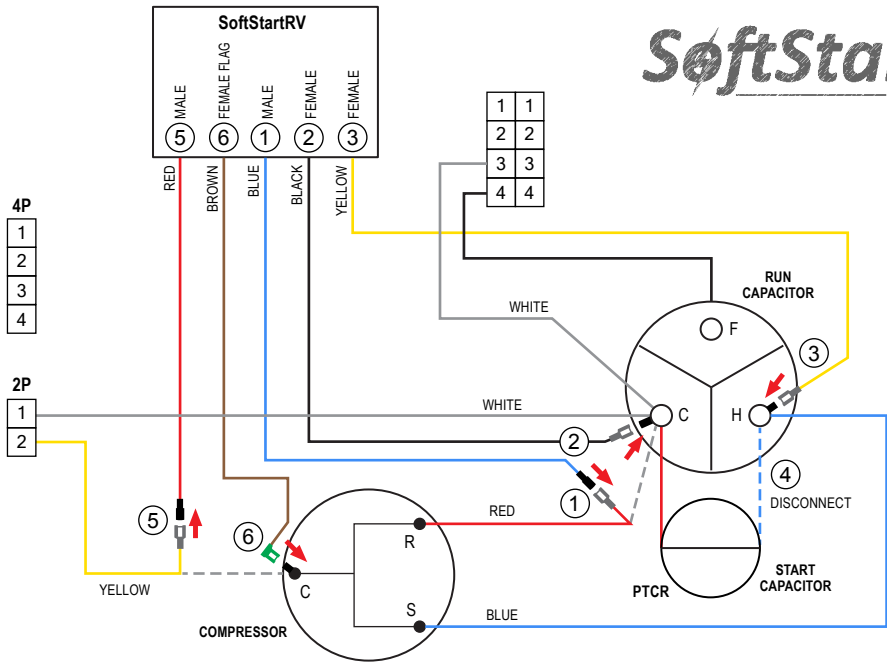 SoftStartRV
SoftSta
MALE
FEMALE FLAG
MALE
FEMALE
FEMALE
5
6
1
2
3
RED
BROWN
BLUE
BLACK
YELLOW
1 1
2 2
3 3
4 4
4P
1
2
3
4
RUN
CAPACITOR
WHITE
F
3
2P
1
2
WHITE
C
H
2
4
DISCONNECT
1
5
6
RED
R
START
CAPACITOR
PTCR
YELLOW
C
S
BLUE
COMPRESSOR